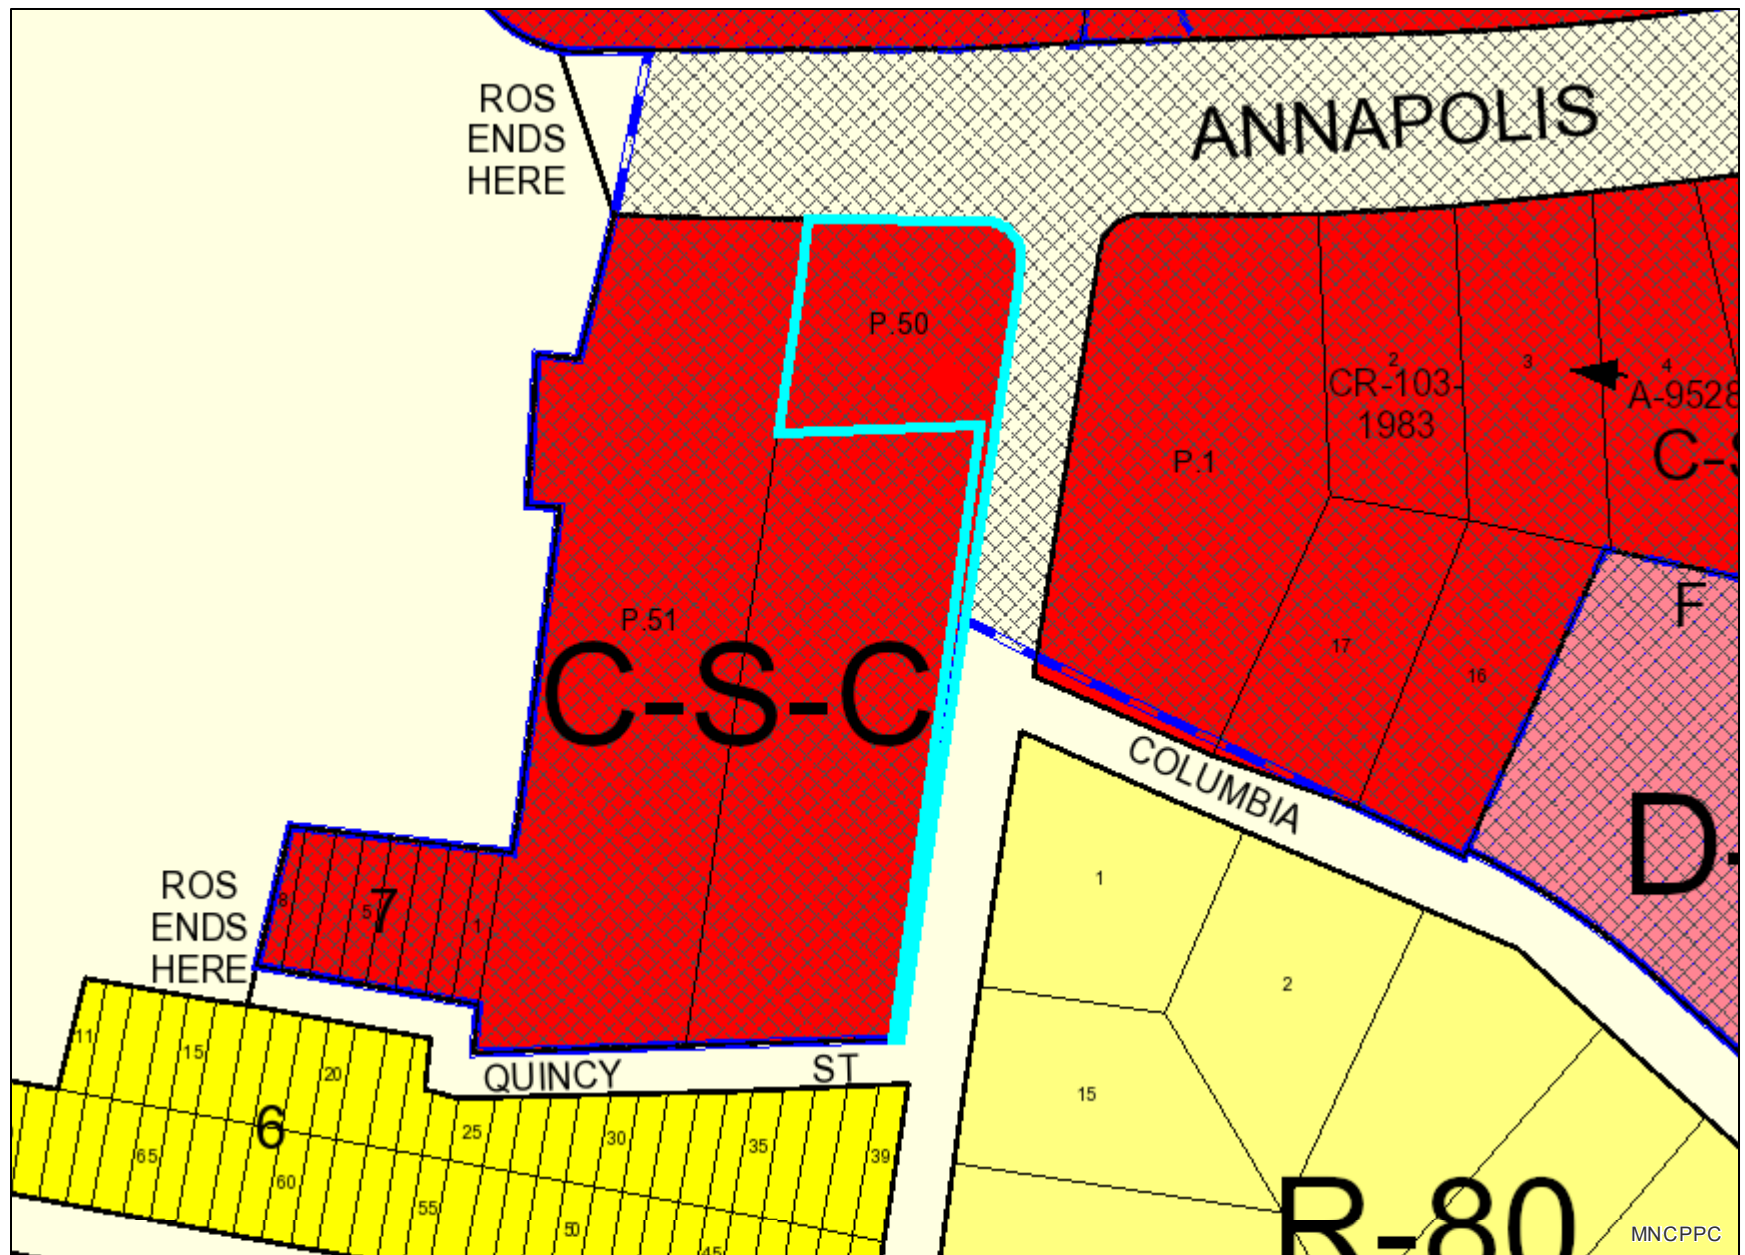 ROS
ENDS
HERE
ANNAPOLIS
P.50
2
CR-103-
1983
3
4
A-9528
C-S
P.1
F
P.51
C-S-C
17
16
COLUMBIA
D-
ROS
ENDS
HERE
8
5
7
1
1
2
11
15
20
QUINCY ST
6
25
30
35
39
15
65
60
55
50
45
R-80
MNCPPC